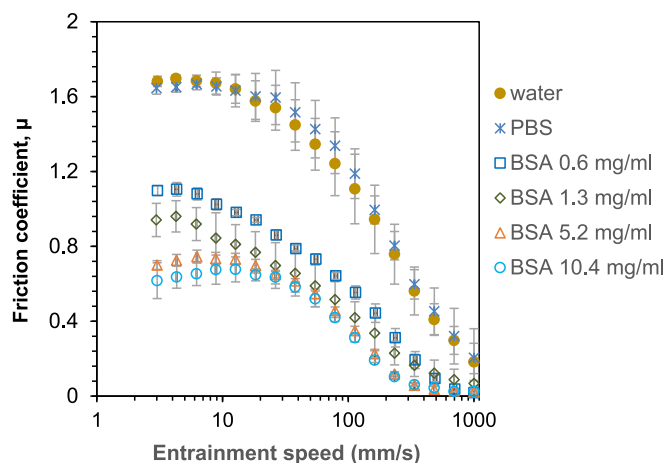 2
1.6
1.2
0.8
0.4
0
1
10
100
1000
Friction coefficient, µ
Entrainment speed (mm/s)
water
PBS
BSA 0.6 mg/ml
BSA 1.3 mg/ml
BSA 5.2 mg/ml
BSA 10.4 mg/ml